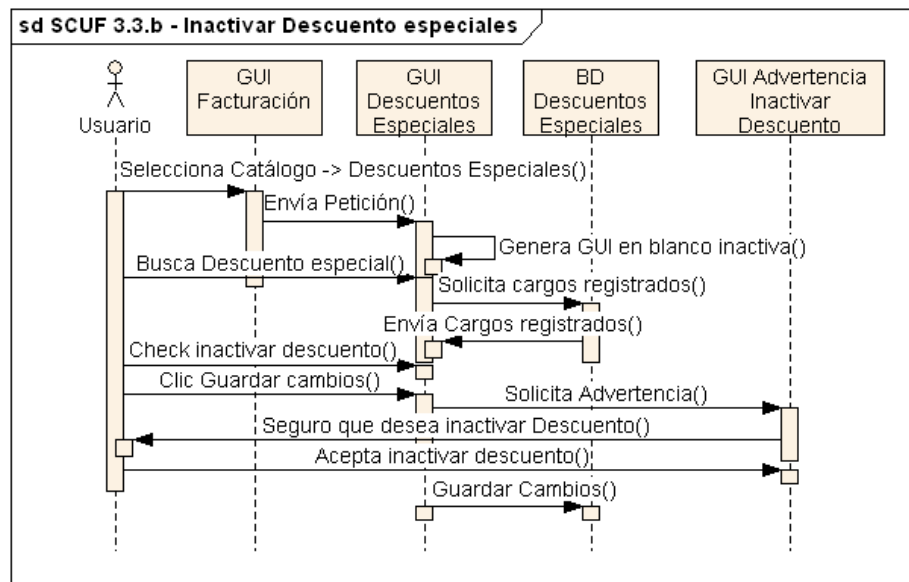 sd SCUF 3.3.b - Inactivar Descuento especiales
Usuario
GUI
Facturación
GUI
Descuentos
Especiales
BD
Descuentos
Especiales
GUI Advertencia
Inactivar
Descuento
Selecciona Catálogo -> Descuentos Especiales()
Envía Petición()
Genera GUI en blanco inactiva()
Busca Descuento especial()
Solicita cargos registrados()
Envía Cargos registrados()
Check inactivar descuento()
Clic Guardar cambios()
Solicita Advertencia()
Seguro que desea inactivar Descuento()
Acepta inactivar descuento()
Guardar Cambios()